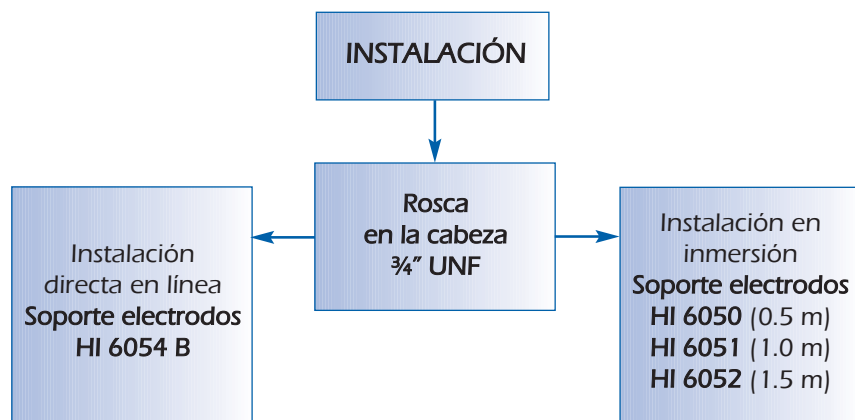 INSTALACIÓN
Rosca
en la cabeza
¾” UNF
Instalación
directa en línea
Soporte electrodos
HI 6054 B
Instalación en
inmersión
Soporte electrodos
HI 6050 (0.5 m)
HI 6051 (1.0 m)
HI 6052 (1.5 m)